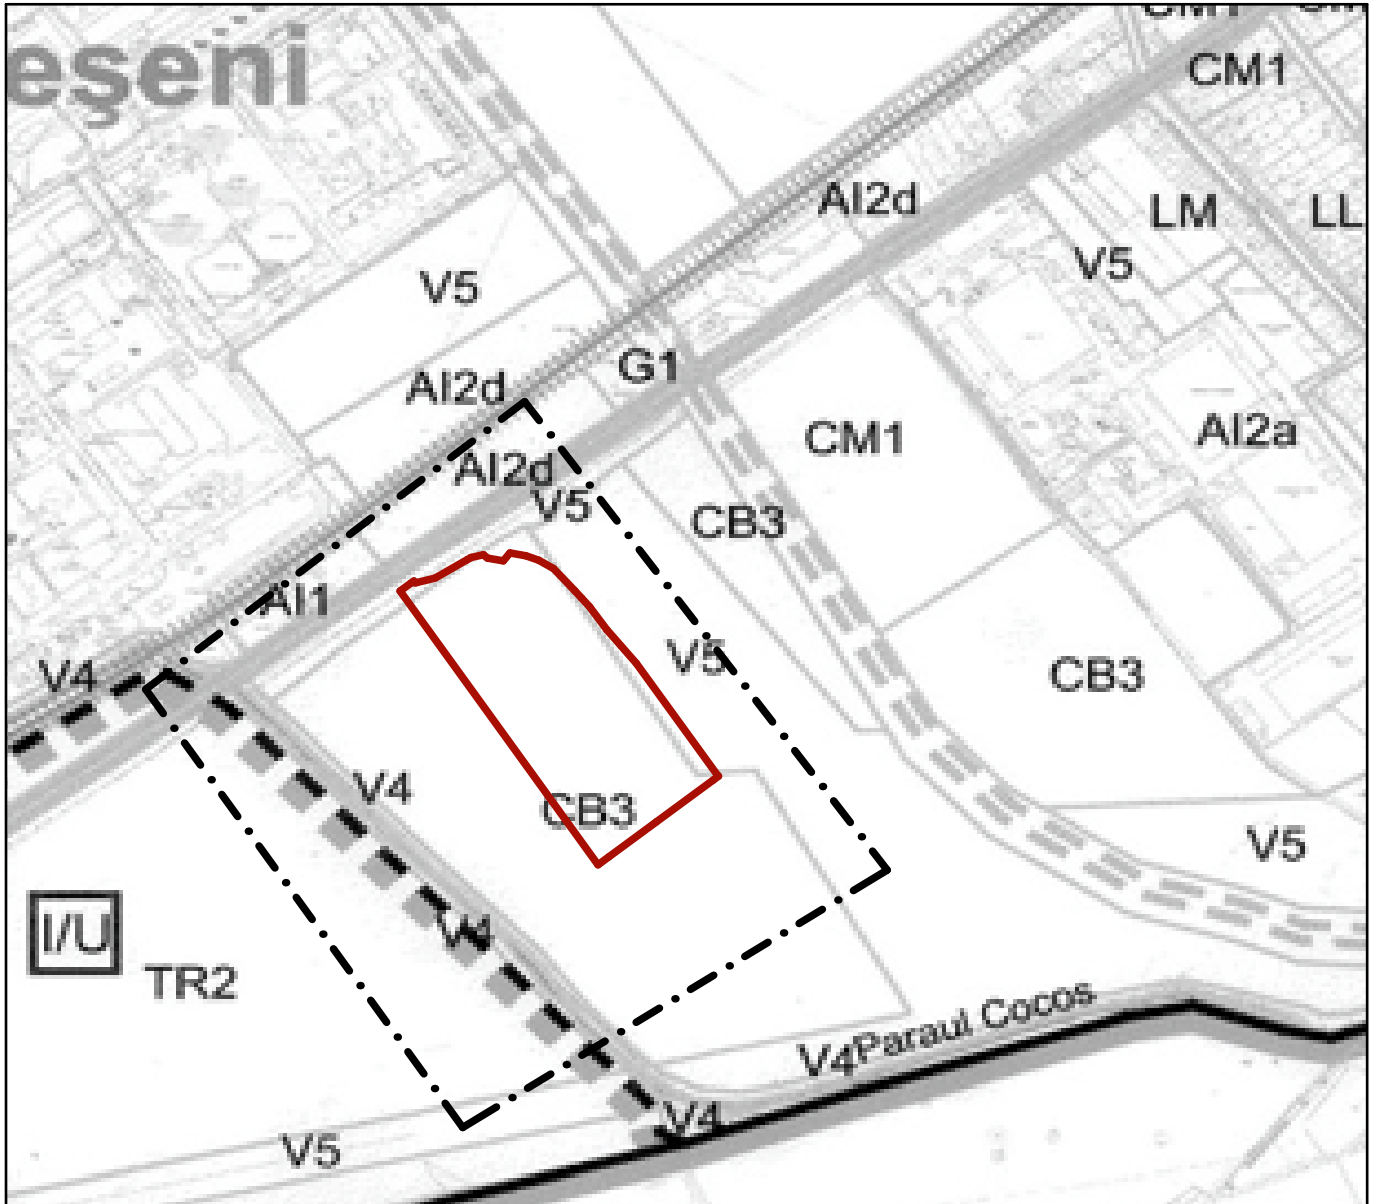 eşeni
CM1
AI2d
LM
LL
V5
V5
AI2d
G1
CM1
AI2a
AI2d
V5
CB3
AI1
V5
V4
CB3
V4
CB3
V5
I/U
V4
TR2
V4Paraul Cocos
V4
V5